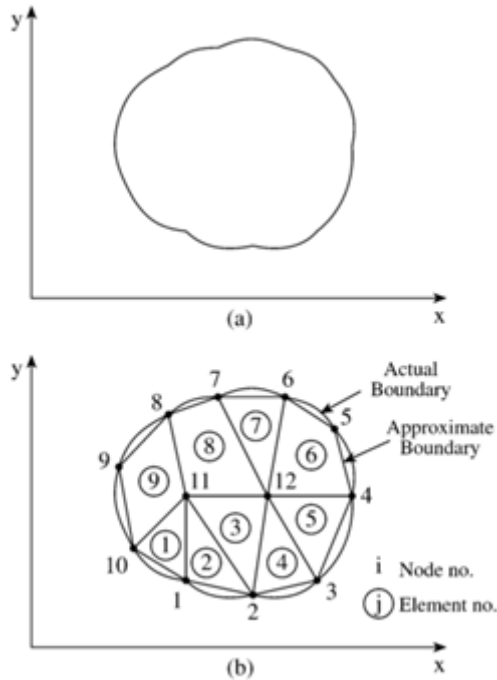 y
x
(a)
y
Actual
Boundary
7
6
8
5
Approximate
Boundary
7
8
9
6
11
12
4
9
3
5
1
10
2
4
i Node no.
1
3
j Element no.
2
x
(b)